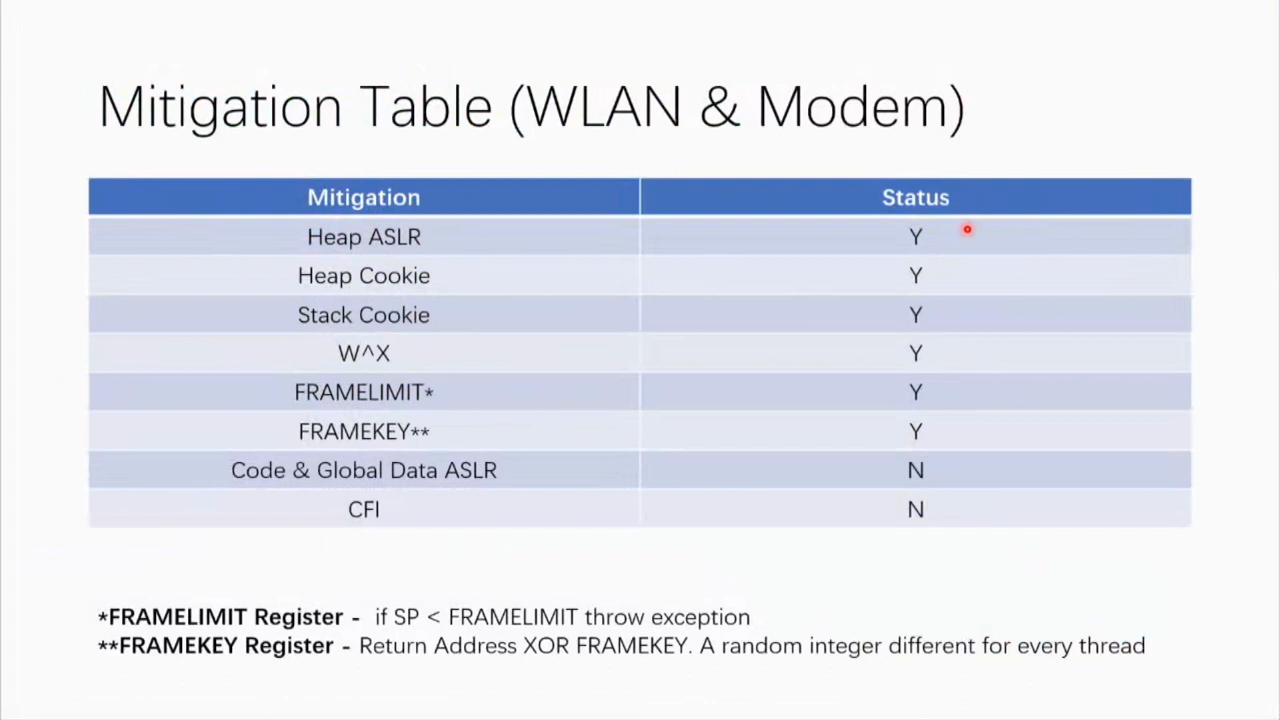 Mitigation Table (WLAN & Modem)
Mitigation Status
Heap ASLR Y
Heap Cookie Y
Stack Cookie Y
W^X Y
FRAMELIMIT* Y
FRAMEKEY** Y
Code & Global Data ASLR N
CFI N
*FRAMELIMIT Register - if SP < FRAMELIMIT throw exception
**FRAMEKEY Register - Return Address XOR FRAMEKEY. A random integer different for every thread